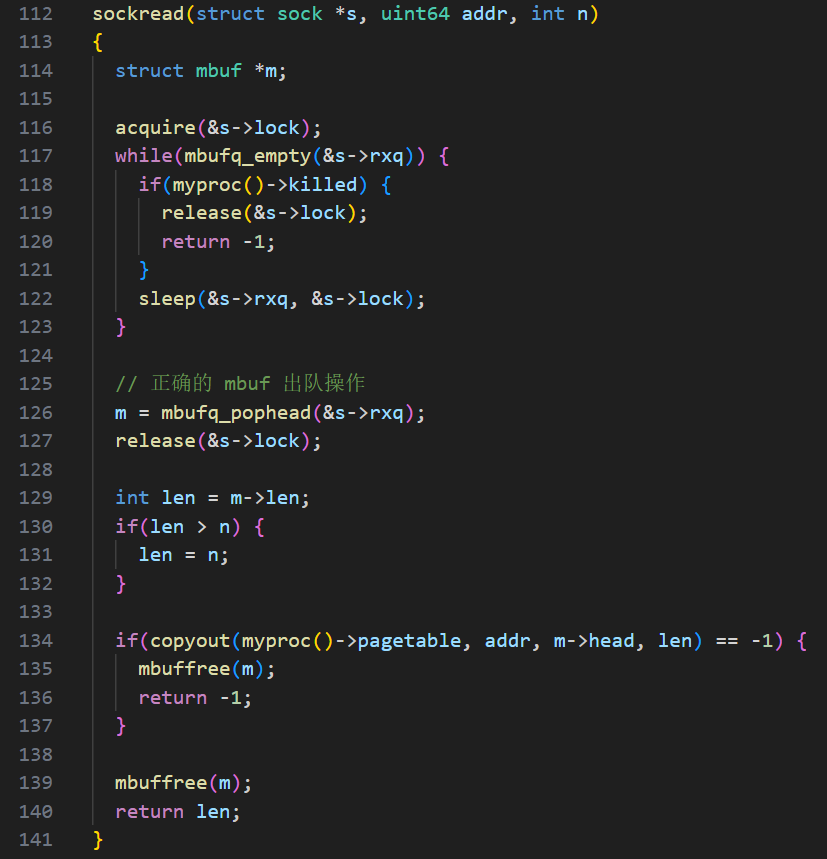 112 sockread(struct sock *s, uint64 addr, int n)
113 {
114   struct mbuf *m;
115
116   acquire(&s->lock);
117   while(mbufq_empty(&s->rxq)) {
118     if(myproc()->killed) {
119       release(&s->lock);
120       return -1;
121     }
122     sleep(&s->rxq, &s->lock);
123   }
124
125   // 正确的 mbuf 出队操作
126   m = mbufq_pophead(&s->rxq);
127   release(&s->lock);
128
129   int len = m->len;
130   if(len > n) {
131     len = n;
132   }
133
134   if(copyout(myproc()->pagetable, addr, m->head, len) == -1) {
135     mbuffree(m);
136     return -1;
137   }
138
139   mbuffree(m);
140   return len;
141 }